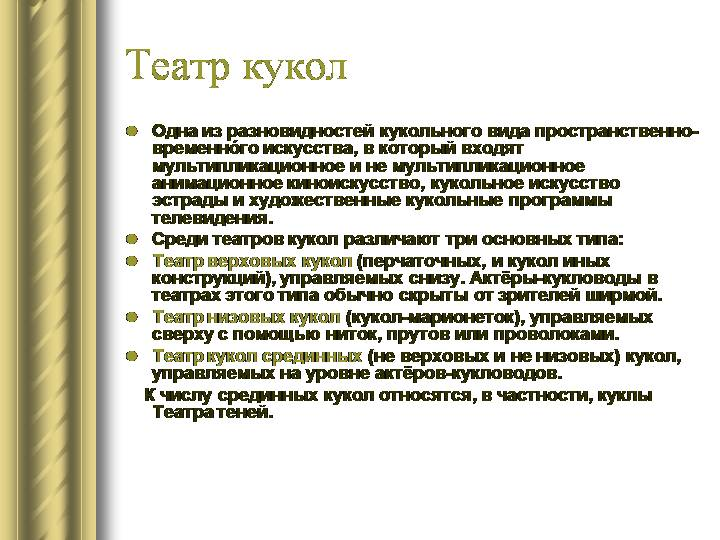 Театр кукол
Одна из разновидностей кукольного вида пространственно-
временно́го искусства, в который входят
мультипликационное и не мультипликационное
анимационное киноискусство, кукольное искусство
эстрады и художественные кукольные программы
телевидения.
Среди театров кукол различают три основных типа:
Театр верховых кукол (перчаточных, и кукол иных
конструкций), управляемых снизу. Актёры-кукловоды в
театрах этого типа обычно скрыты от зрителей ширмой.
Театр низовых кукол (кукол-марионеток), управляемых
сверху с помощью ниток, прутов или проволоками.
Театр кукол срединных (не верховых и не низовых) кукол,
управляемых на уровне актёров-кукловодов.
К числу срединных кукол относятся, в частности, куклы
Театра теней.